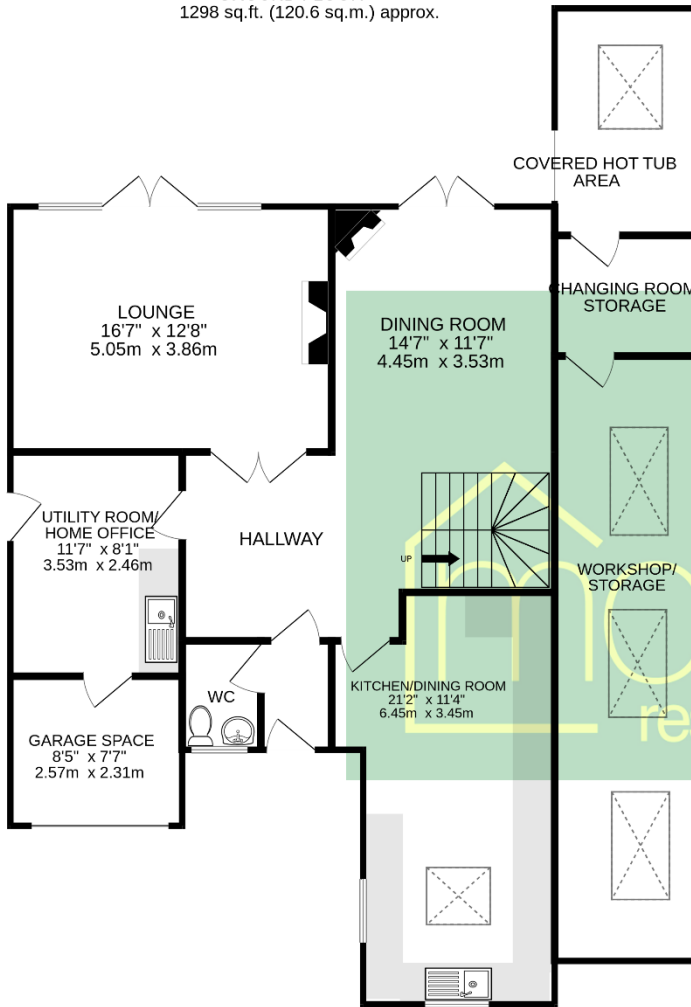 1298 sq.ft. (120.6 sq.m.) approx.
COVERED HOT TUB
AREA
CHANGING ROOM
STORAGE
LOUNGE
16'7" x 12'8"
5.05m x 3.86m
DINING ROOM
14'7" x 11'7"
4.45m x 3.53m
UTILITY ROOM/
HOME OFFICE
11'7" x 8'1"
3.53m x 2.46m
HALLWAY
UP
WORKSHOP/
STORAGE
KITCHEN/DINING ROOM
21'2" x 11'4"
6.45m x 3.45m
WC
GARAGE SPACE
8'5" x 7'7"
2.57m x 2.31m